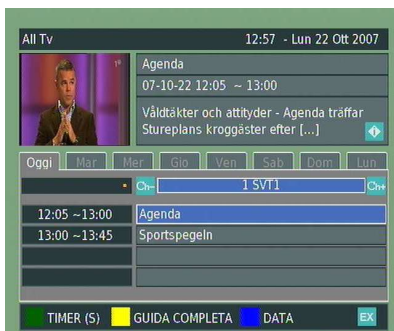 All Tv
12:57 - Lun 22 Ott 2007
Agenda
07-10-22 12:05 ~ 13:00
Våldtäkter och attityder - Agenda träffar
Stureplans kroggäster efter [...]
Oggi Mar Mer Gio Ven Sab Dom Lun
Ch- 1 SVT1 Ch+
12:05 ~13:00 Agenda
13:00 ~13:45 Sportspegeln
TIMER (S) GUIDA COMPLETA DATA EX